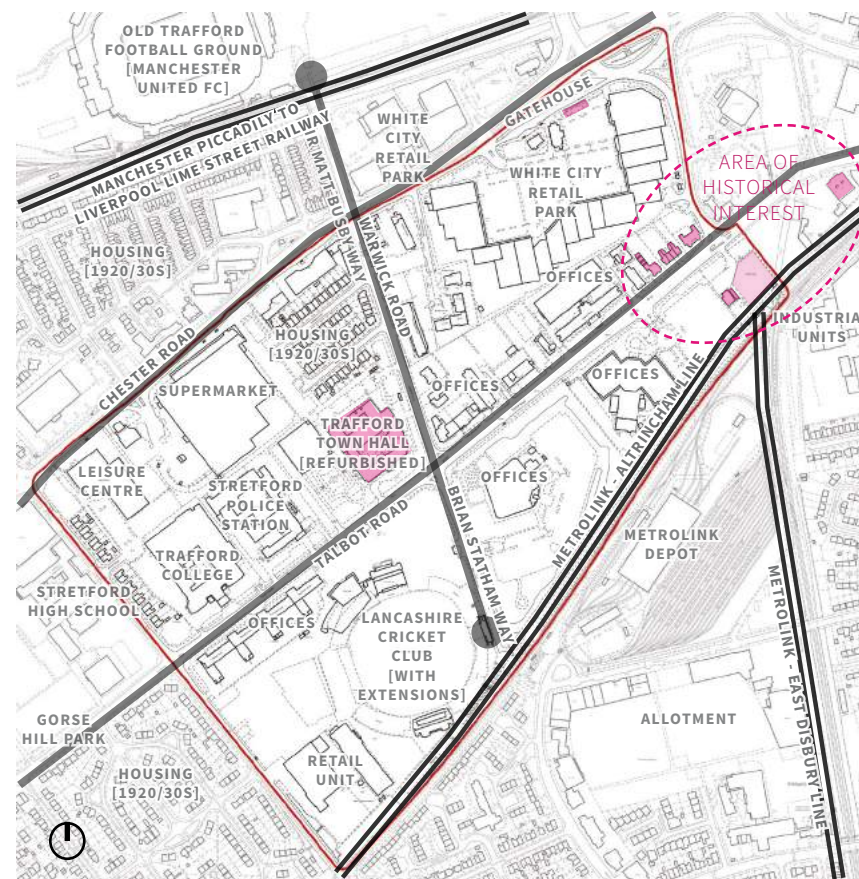 OLD TRAFFORD
FOOTBALL GROUND
[MANCHESTER
UNITED FC]
MANCHESTER PICCADILY TO
LIVERPOOL LIME STREET RAILWAY
WHITE
CITY
RETAIL
PARK
GATEHOUSE
WHITE CITY
RETAIL
PARK
AREA OF
HISTORICAL
INTEREST
SIR MATT BUSBY WAY
WARWICK ROAD
HOUSING
[1920/30S]
OFFICES
INDUSTRIA
UNITS
CHESTER ROAD
HOUSING
[1920/30S]
SUPERMARKET
OFFICES
OFFICES
TRAFFORD
TOWN HALL
[REFURBISHED]
LEISURE
CENTRE
STRETFORD
POLICE
STATION
OFFICES
METROLINK - ALTRINCHAM LINE
TALBOT ROAD
BRIAN STATHAM WAY
METROLINK
DEPOT
TRAFFORD
COLLEGE
STRETFORD
HIGH SCHOOL
OFFICES
LANCASHIRE
CRICKET
CLUB
[WITH
EXTENSIONS]
METROLINK - EAST DISBURY LINE
GORSE
HILL PARK
ALLOTMENT
HOUSING
[1920/30S]
RETAIL
UNIT